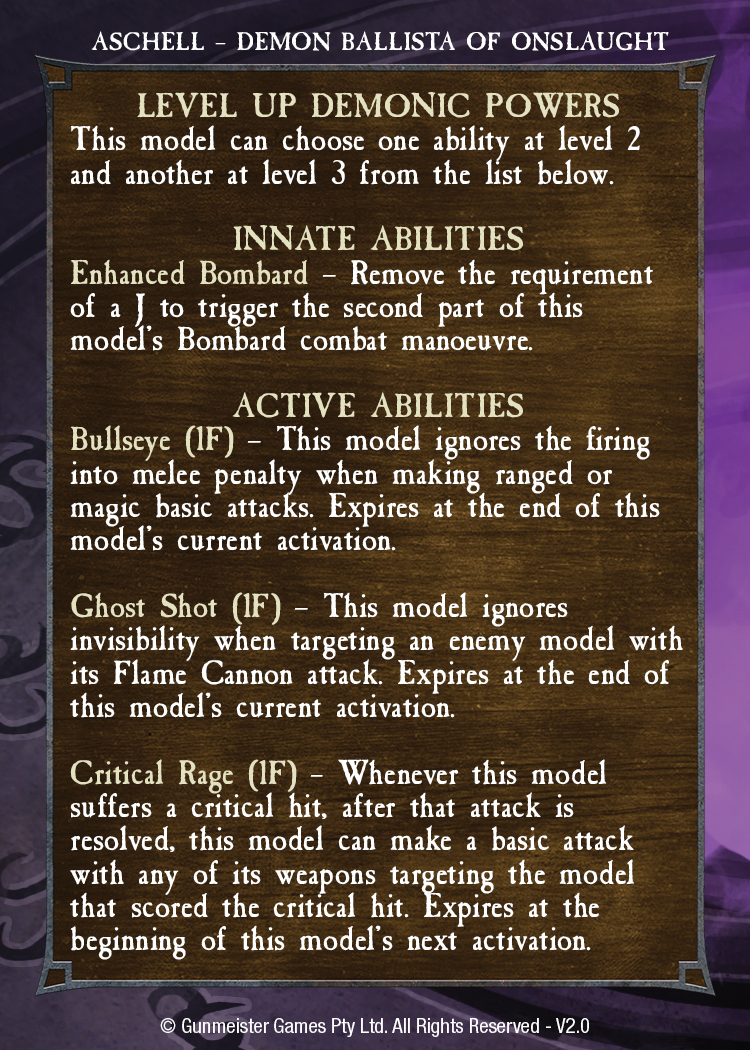 ASCHELL – DEMON BALLISTA OF ONSLAUGHT
LEVEL UP DEMONIC POWERS
This model can choose one ability at level 2
and another at level 3 from the list below.
INNATE ABILITIES
Enhanced Bombard – Remove the requirement
of a J to trigger the second part of this
model's Bombard combat manoeuvre.
ACTIVE ABILITIES
Bullseye (1F) – This model ignores the firing
into melee penalty when making ranged or
magic basic attacks. Expires at the end of this
model's current activation.
Ghost Shot (1F) – This model ignores
invisibility when targeting an enemy model with
its Flame Cannon attack. Expires at the end of
this model's current activation.
Critical Rage (1F) – Whenever this model
suffers a critical hit, after that attack is
resolved, this model can make a basic attack
with any of its weapons targeting the model
that scored the critical hit. Expires at the
beginning of this model's next activation.
© Gunmeister Games Pty Ltd. All Rights Reserved - V2.0